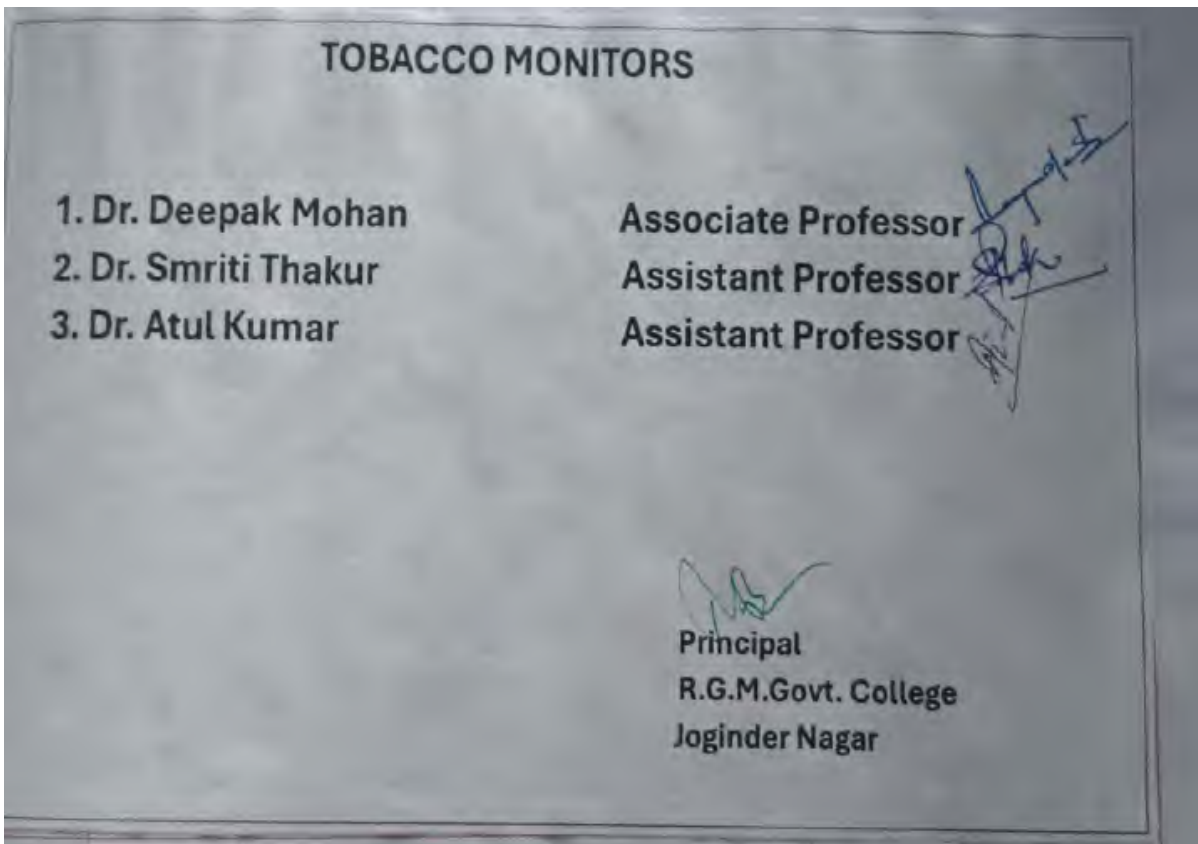 TOBACCO MONITORS
1. Dr. Deepak Mohan Associate Professor
2. Dr. Smriti Thakur Assistant Professor
3. Dr. Atul Kumar Assistant Professor
Principal
R.G.M.Govt. College
Joginder Nagar